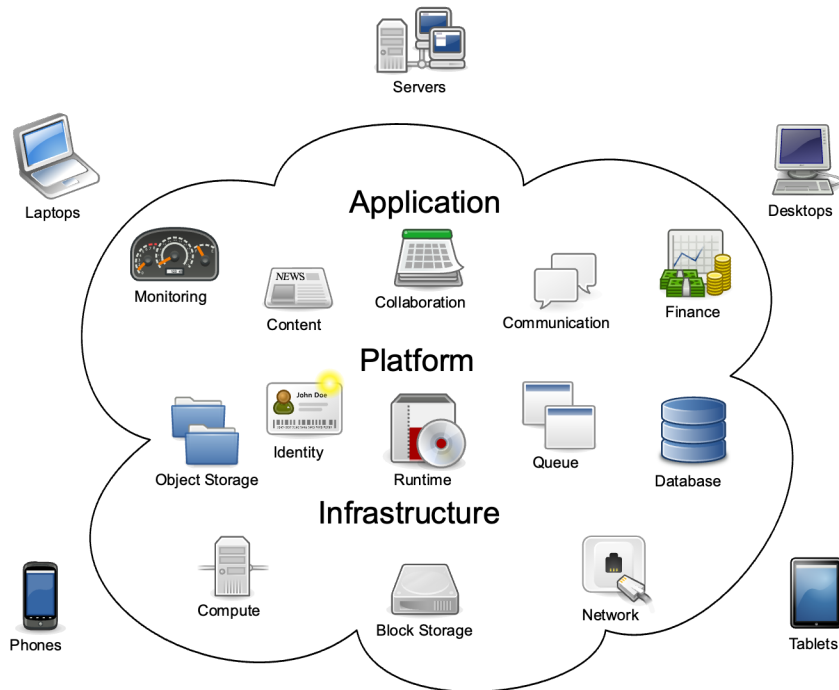 Servers
Laptops
Desktops
Application
Monitoring
NEWS
Content
Collaboration
Communication
Finance
Platform
John Doe
Object Storage
Identity
Runtime
Queue
Database
Infrastructure
Compute
Block Storage
Network
Phones
Tablets